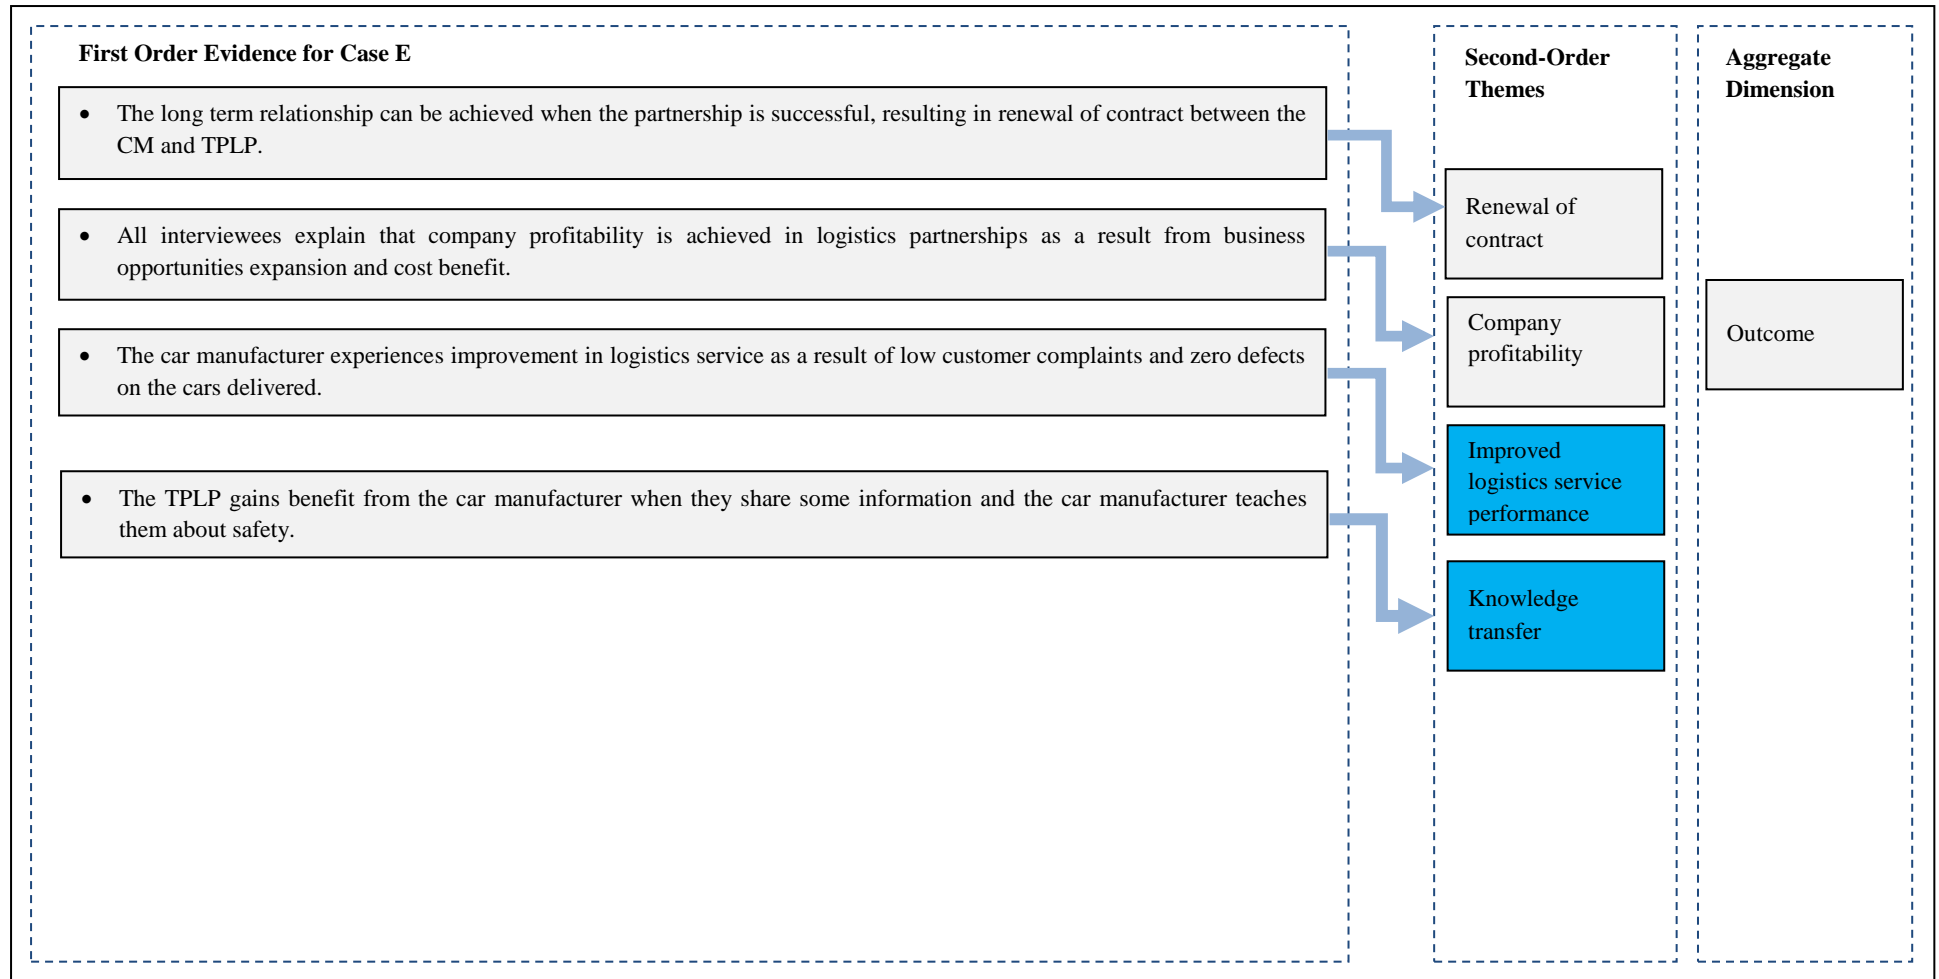 First Order Evidence for Case E
• The long term relationship can be achieved when the partnership is successful, resulting in renewal of contract between the
CM and TPLP.
• All interviewees explain that company profitability is achieved in logistics partnerships as a result from business
opportunities expansion and cost benefit.
• The car manufacturer experiences improvement in logistics service as a result of low customer complaints and zero defects
on the cars delivered.
• The TPLP gains benefit from the car manufacturer when they share some information and the car manufacturer teaches
them about safety.
Second-Order
Themes
Renewal of
contract
Company
profitability
Improved
logistics service
performance
Knowledge
transfer
Aggregate
Dimension
Outcome